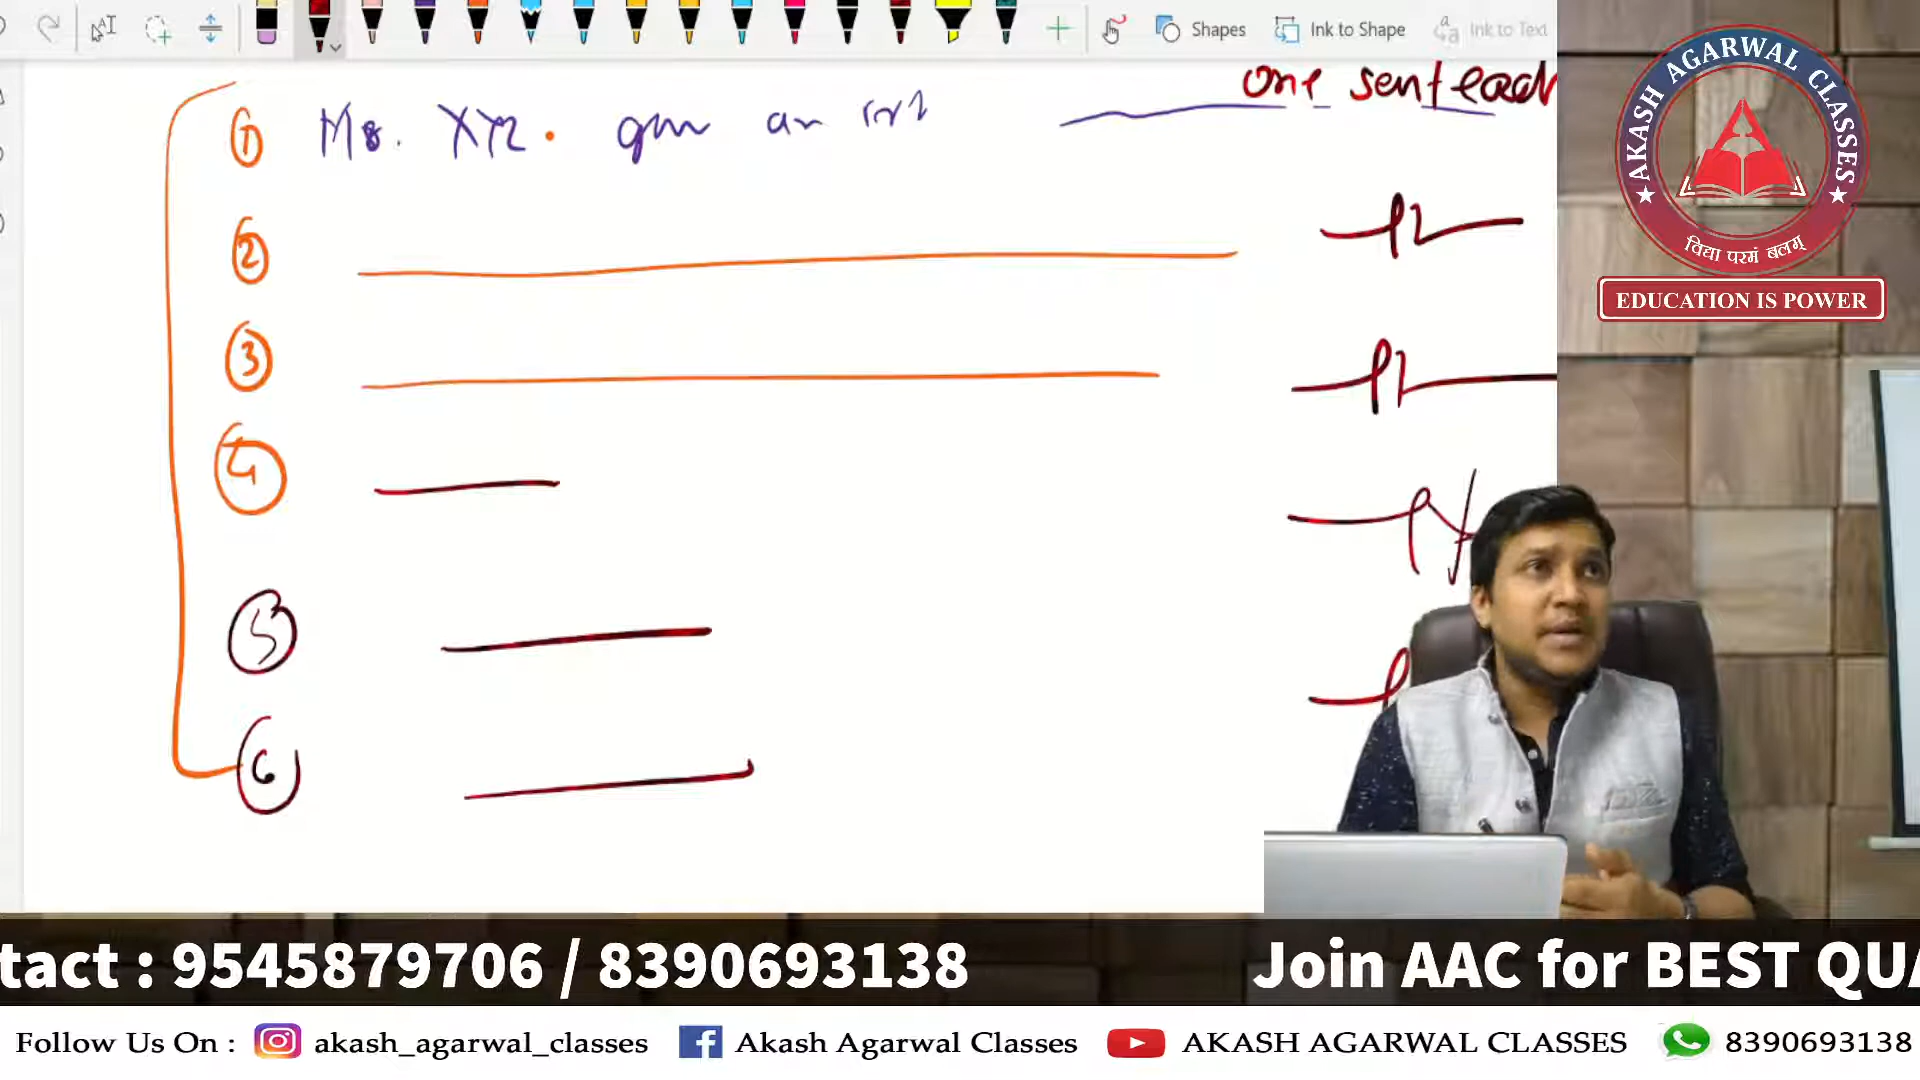 Shapes Ink to Shape Ink to Text
one sent each
① Ms. XYZ. an
②
③
④
⑤
⑥
AKASH AGARWAL CLASSES
विद्या परमं बलम्
EDUCATION IS POWER
tact : 9545879706 / 8390693138 Join AAC for BEST QUA
Follow Us On : akash_agarwal_classes Akash Agarwal Classes AKASH AGARWAL CLASSES 8390693138